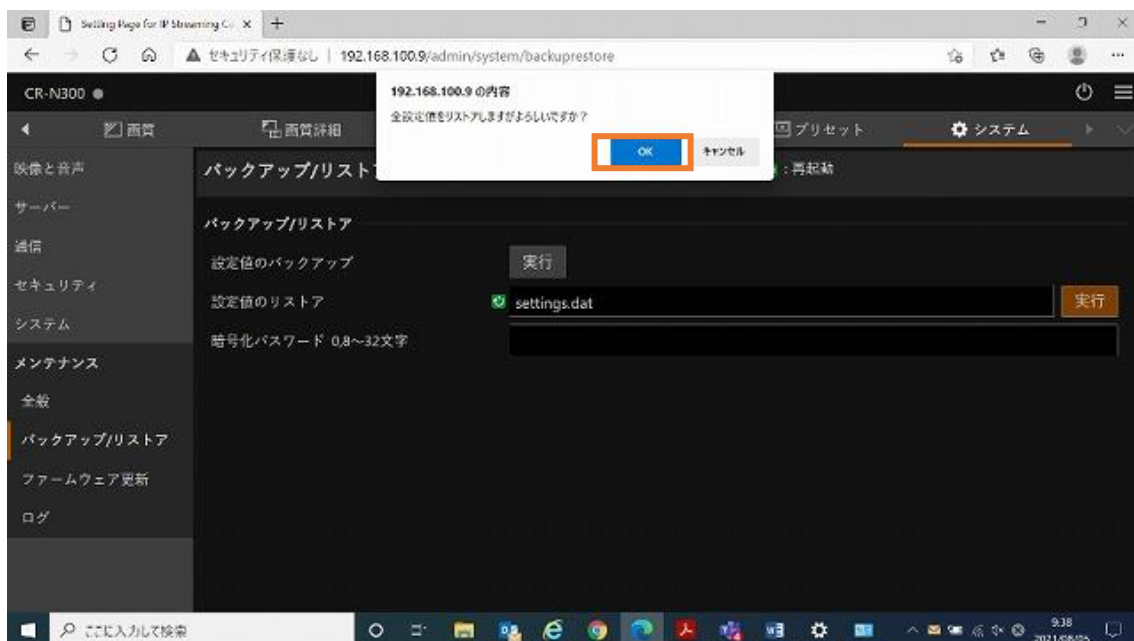 Setting Page for IP Streaming C
セキュリティ保護なし | 192.168.100.9/admin/system/backuprestore
192.168.100.9 の内容
全設定値をリストアしますがよろしいですか？
OK キャンセル
CR-N300
画質 画質詳細 プリセット システム
映像と音声
サーバー
通信
セキュリティ
システム
メンテナンス
全般
バックアップ/リストア
ファームウェア更新
ログ
バックアップ/リスト
: 再起動
バックアップ/リストア
設定値のバックアップ 実行
設定値のリストア settings.dat 実行
暗号化パスワード 0,8～32文字
ここに入力して検索
9:38
2021/08/05